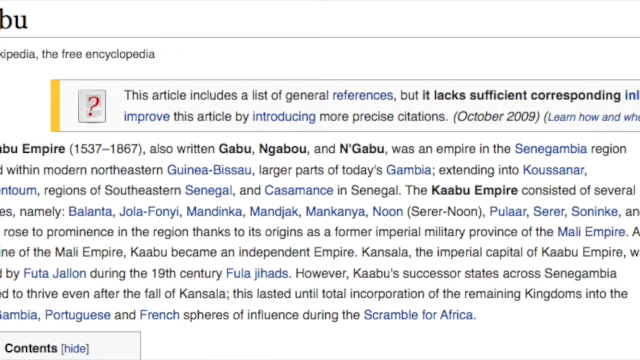 bu
kipedia, the free encyclopedia
This article includes a list of general references, but it lacks sufficient corresponding inl
improve this article by introducing more precise citations. (October 2009) (Learn how and whe
abu Empire (1537–1867), also written Gabu, Ngabou, and N'Gabu, was an empire in the Senegambia region
d within modern northeastern Guinea-Bissau, larger parts of today's Gambia; extending into Koussanar,
entoum, regions of Southeastern Senegal, and Casamance in Senegal. The Kaabu Empire consisted of several
es, namely: Balanta, Jola-Fonyi, Mandinka, Mandjak, Mankanya, Noon (Serer-Noon), Pulaar, Serer, Soninke, an
rose to prominence in the region thanks to its origins as a former imperial military province of the Mali Empire. A
ine of the Mali Empire, Kaabu became an independent Empire. Kansala, the imperial capital of Kaabu Empire, w
d by Futa Jallon during the 19th century Fula jihads. However, Kaabu's successor states across Senegambia
ed to thrive even after the fall of Kansala; this lasted until total incorporation of the remaining Kingdoms into the
Gambia, Portuguese and French spheres of influence during the Scramble for Africa.
Contents [hide]